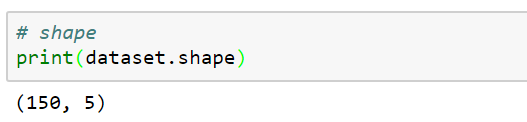 # shape
print(dataset.shape)
(150, 5)